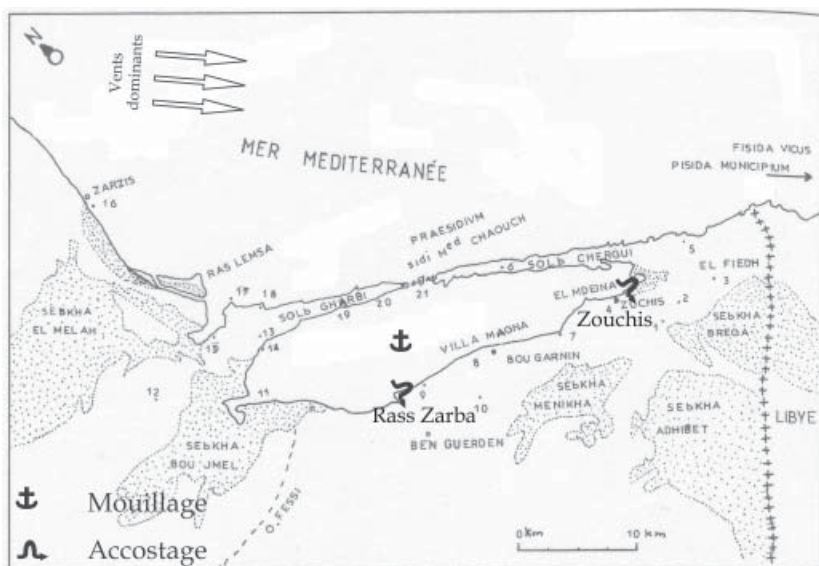 N
Vents
dominants
MER MEDITERRANÉE
FISIDA VICUS
PISIDA MUNICIPIUM
ZARZIS
16
RAS LEMSA
PRAESIDIVM
sidi Med CHAOUCH
SOLb CHERGUI
6
5
EL FIEDH
3
17
18
SOLb GHARBI
19
20
21
EL MDEINA
ZOUCHIS
4
2
1
Zouchis
SEbKHA
EL MELAH
15
13
14
VILLA MAGNA
7
8
BOU GARNIN
SEbKHA
BREGA
12
11
9
10
Rass Zarba
SEbKHA
MENIKHA
SEbKHA
ADHIBET
LIBYE
BEN GUERDEN
SEbKHA
BOU JMEL
O.FESSI
Mouillage
Accostage
0 Km
10 km